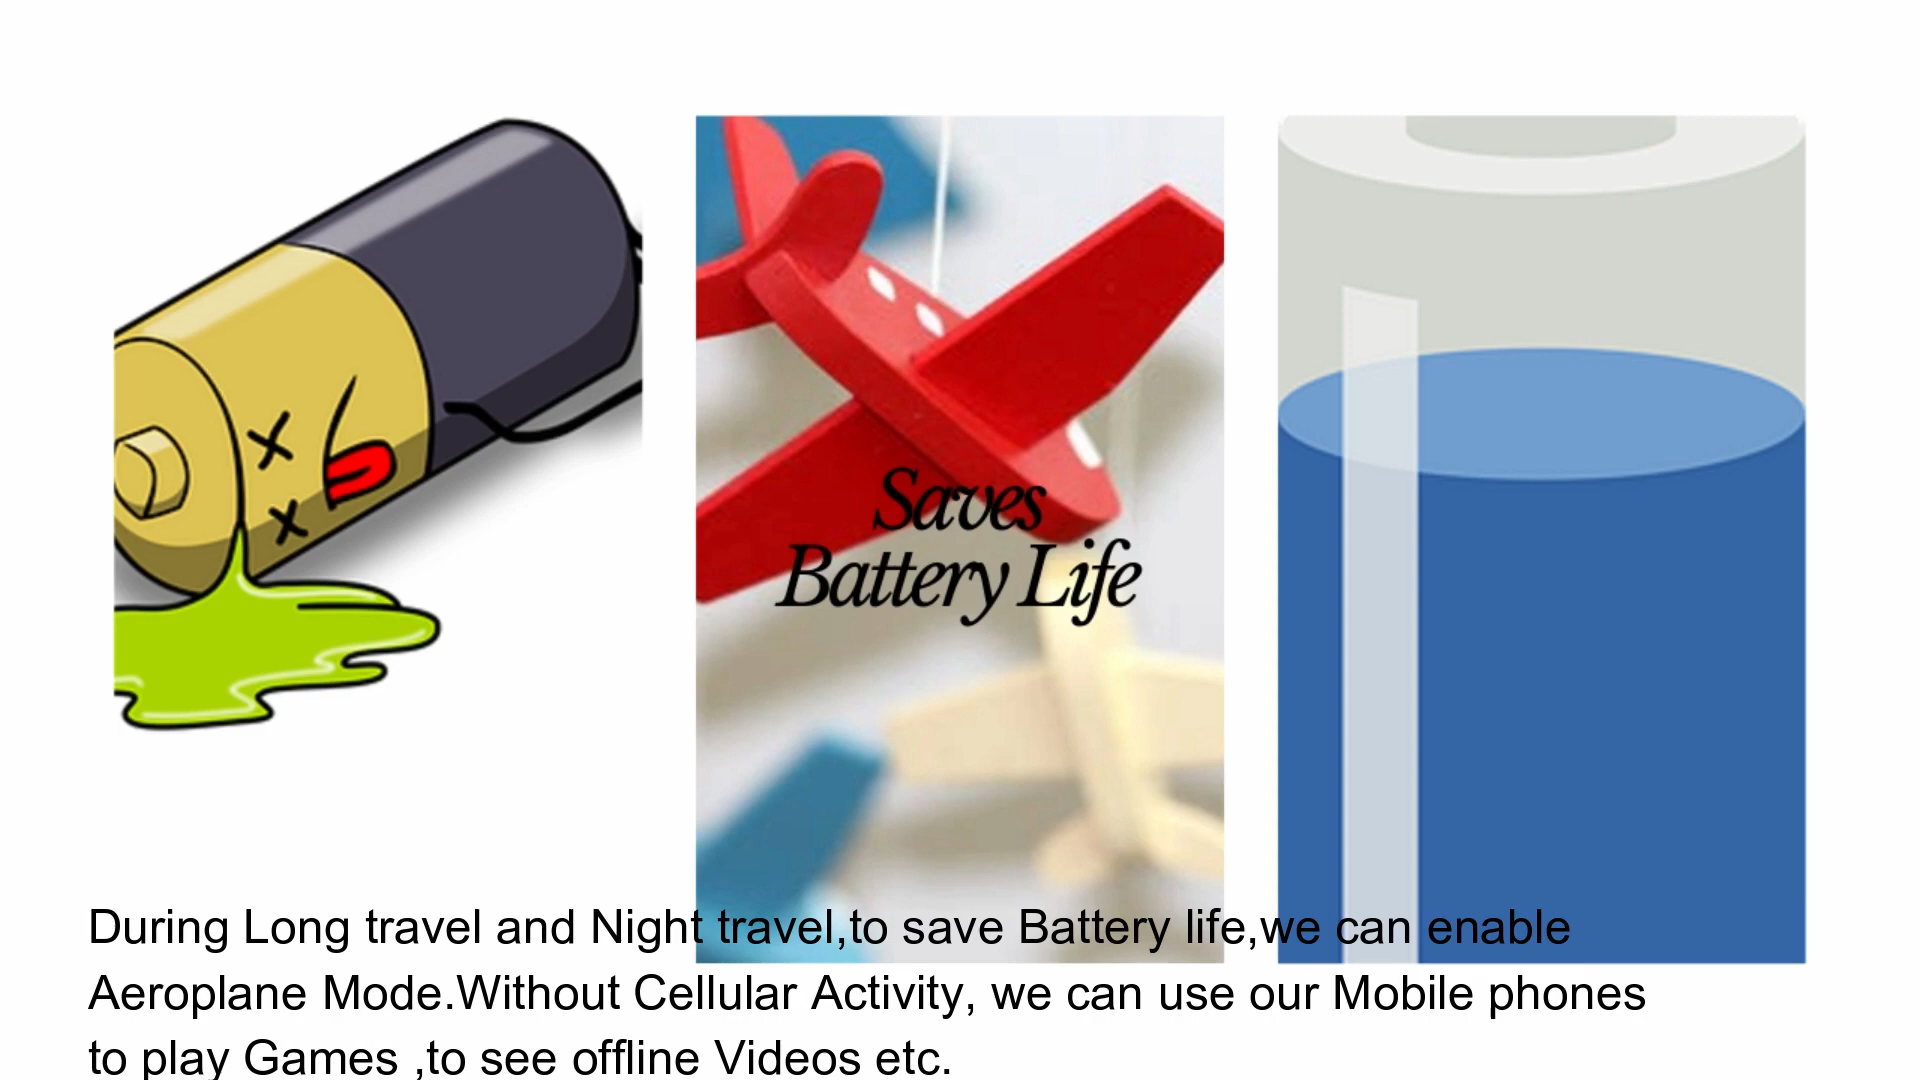 Saves
Battery Life
During Long travel and Night travel,to save Battery life,we can enable
Aeroplane Mode.Without Cellular Activity, we can use our Mobile phones
to play Games ,to see offline Videos etc.